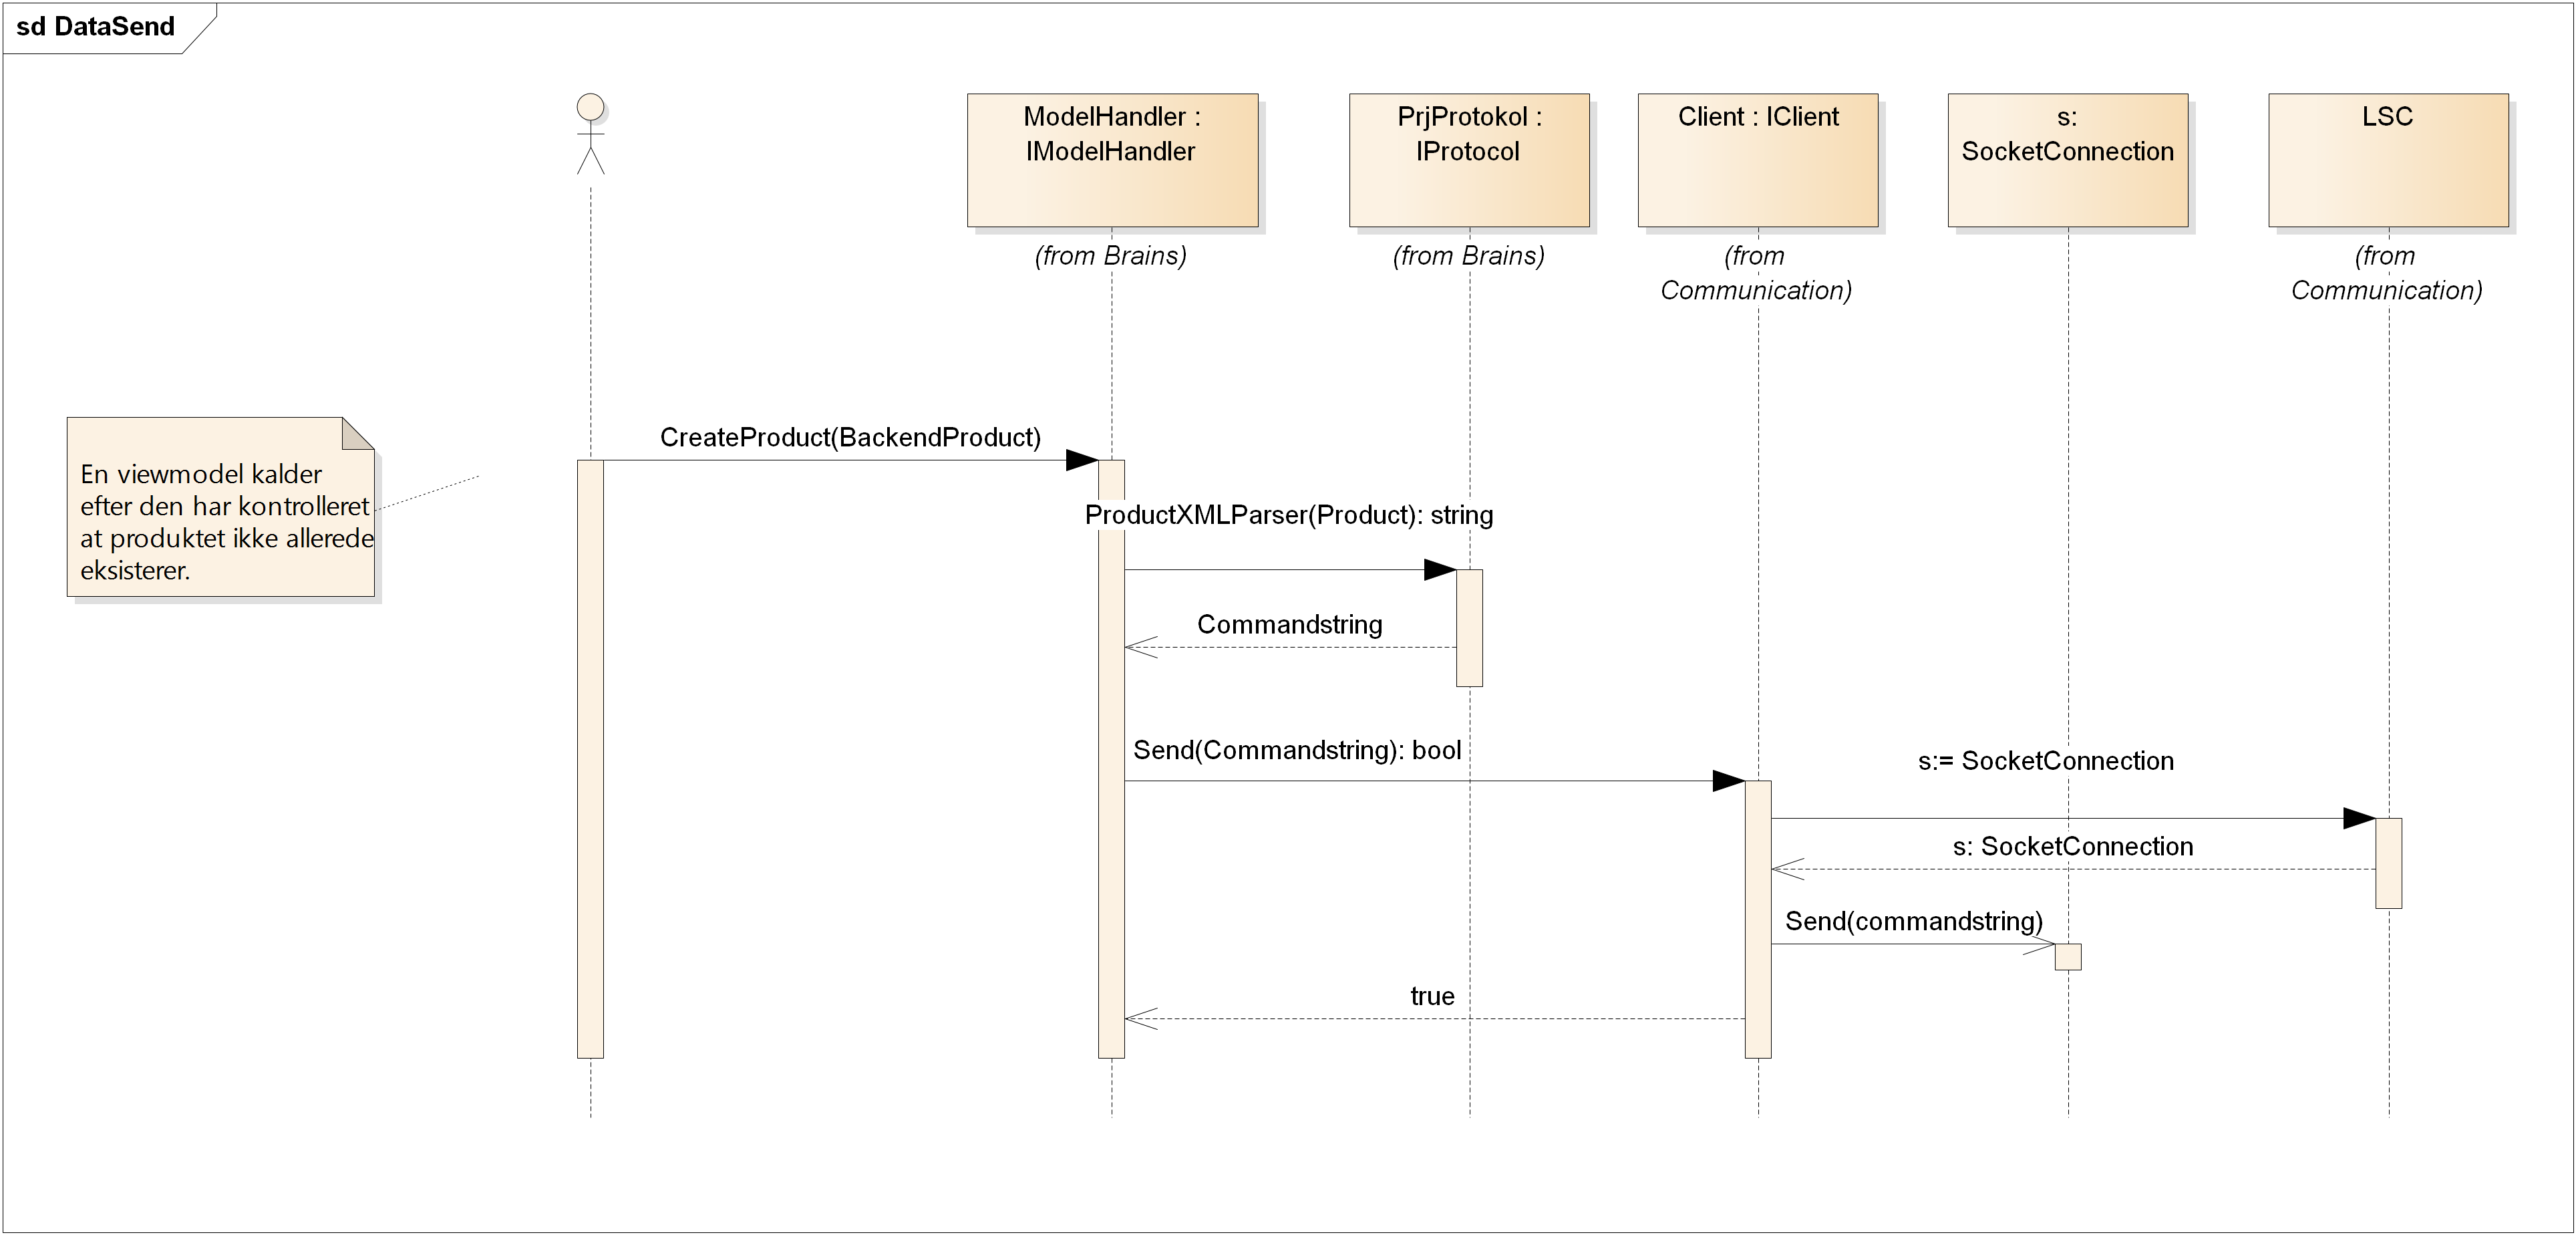 sd DataSend
ModelHandler :
IModelHandler
(from Brains)
PrjProtokol :
IProtocol
(from Brains)
Client : IClient
(from
Communication)
s:
SocketConnection
LSC
(from
Communication)
En viewmodel kalder
efter den har kontrolleret
at produktet ikke allerede
eksisterer.
CreateProduct(BackendProduct)
ProductXMLParser(Product): string
Commandstring
Send(Commandstring): bool
s:= SocketConnection
s: SocketConnection
Send(commandstring)
true